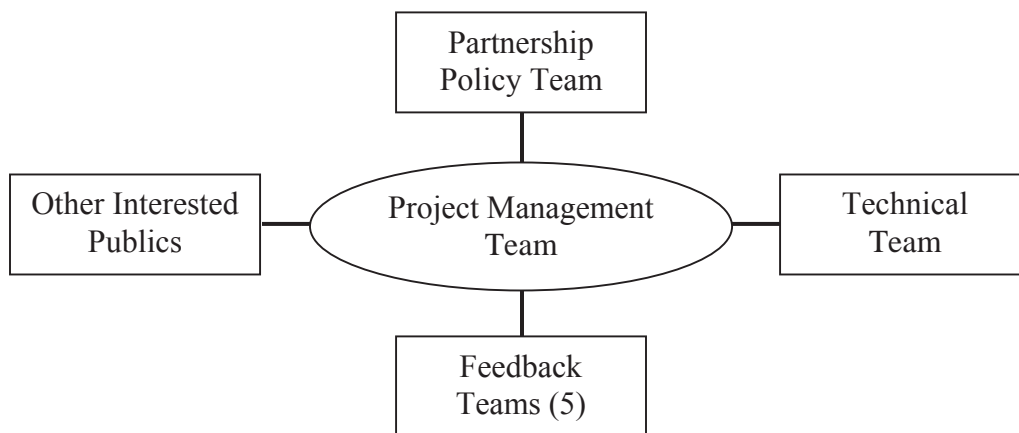 Partnership
Policy Team
Other Interested
Publics
Project Management
Team
Technical
Team
Feedback
Teams (5)